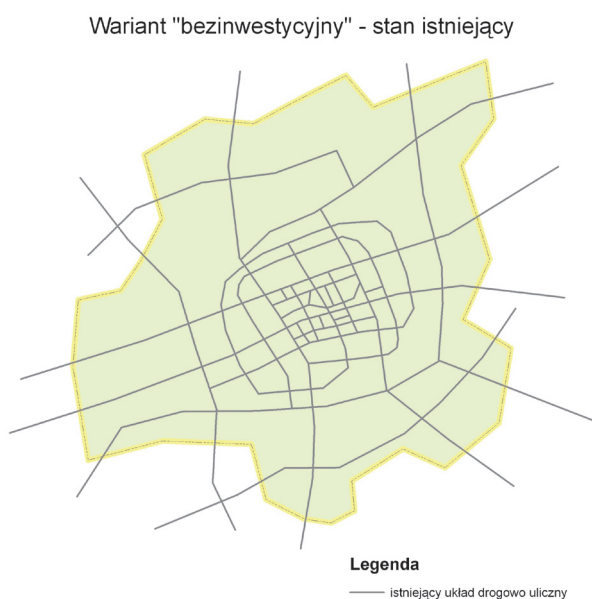 Wariant "bezinwestycyjny" - stan istniejący
Legenda
istniejący układ drogowo uliczny